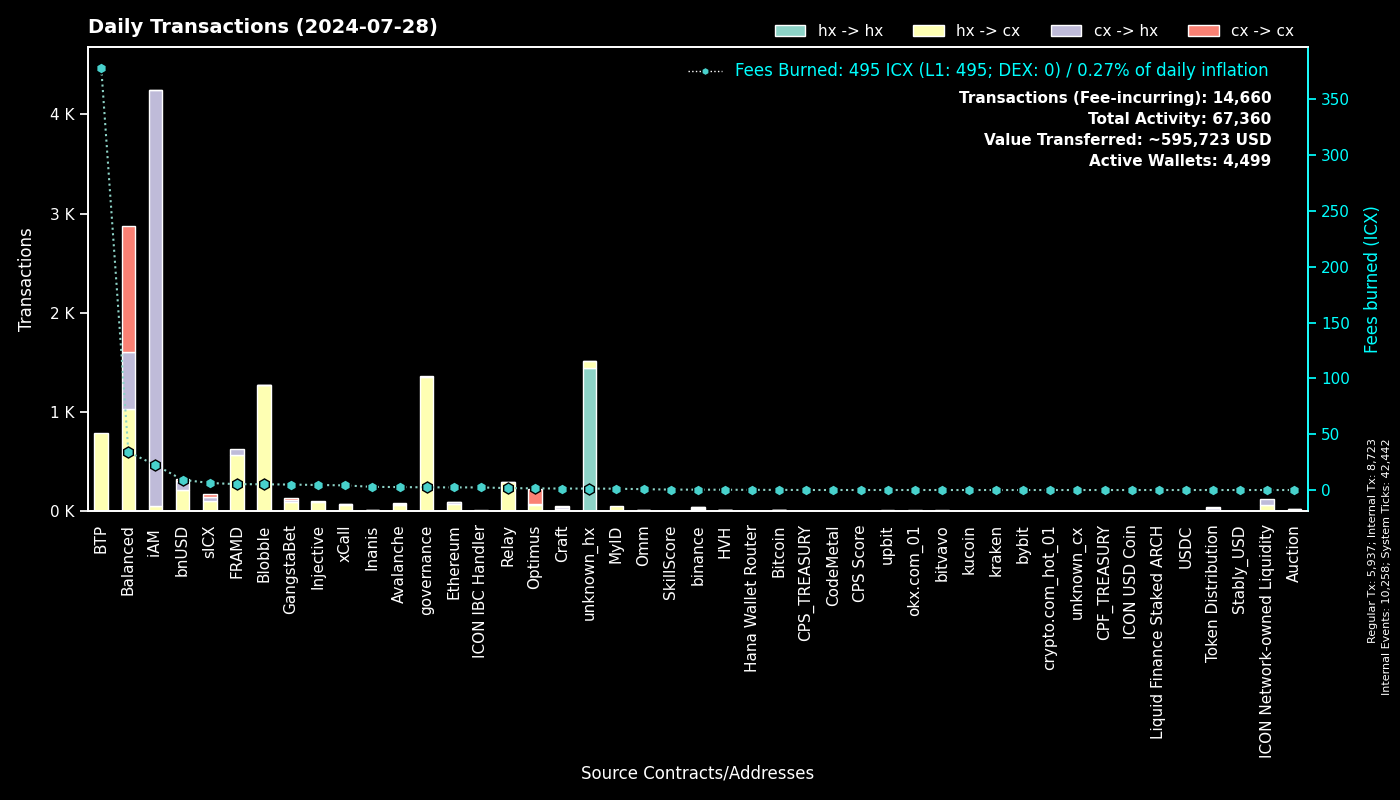 Daily Transactions (2024-07-28)
hx -> hx
hx -> cx
cx -> hx
cx -> cx
Fees Burned: 495 ICX (L1: 495; DEX: 0) / 0.27% of daily inflation
Transactions (Fee-incurring): 14,660
Total Activity: 67,360
Value Transferred: ~595,723 USD
Active Wallets: 4,499
Transactions
4 K
3 K
2 K
1 K
0 K
350
300
250
200
150
100
50
0
Fees burned (ICX)
BTP
Balanced
iAM
bnUSD
sICX
FRAMD
Blobble
GangstaBet
Injective
xCall
Inanis
Avalanche
governance
Ethereum
ICON IBC Handler
Relay
Optimus
Craft
unknown_hx
MyID
Omm
SkillScore
binance
HVH
Hana Wallet Router
Bitcoin
CPS_TREASURY
CodeMetal
CPS Score
upbit
okx.com_01
bitvavo
kucoin
kraken
bybit
crypto.com_hot_01
unknown_cx
CPF_TREASURY
ICON USD Coin
Liquid Finance Staked ARCH
USDC
Token Distribution
Stably_USD
ICON Network-owned Liquidity
Auction
Source Contracts/Addresses
Regular Tx: 5,937; Internal Tx: 8,723
Internal Events: 10,258; System Ticks: 42,442